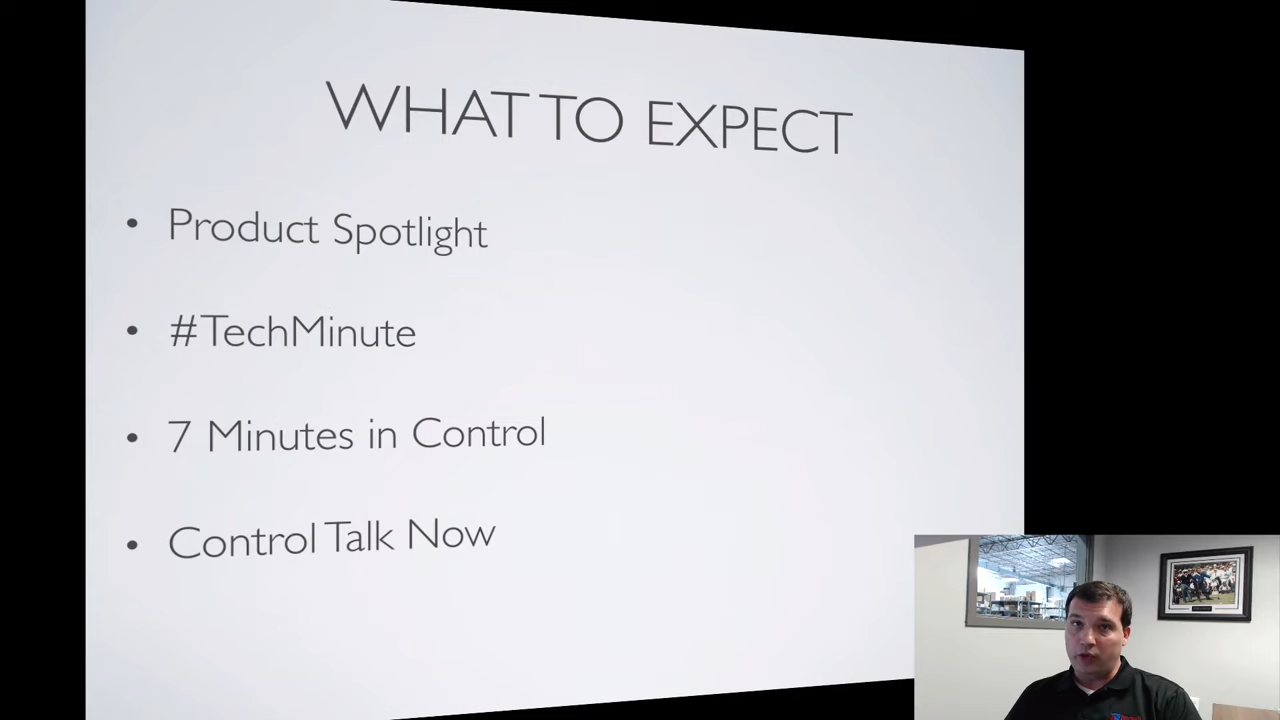 WHAT TO EXPECT
• Product Spotlight
• #TechMinute
• 7 Minutes in Control
• Control Talk Now